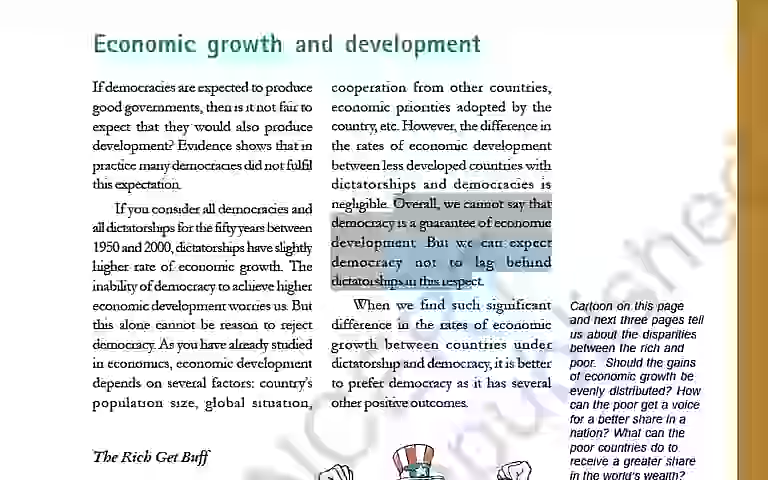 Economic growth and development
If democracies are expected to produce
good governments, then is it not fair to
expect that they would also produce
development? Evidence shows that in
practice many democracies did not fulfil
this expectation.
If you consider all democracies and
all dictatorships for the fifty years between
1950 and 2000, dictatorships have slightly
higher rate of economic growth. The
inability of democracy to achieve higher
economic development worries us. But
this alone cannot be reason to reject
democracy. As you have already studied
in economics, economic development
depends on several factors: country's
population size, global situation,
cooperation from other countries,
economic priorities adopted by the
country, etc. However, the difference in
the rates of economic development
between less developed countries with
dictatorships and democracies is
negligible. Overall, we cannot say that
democracy is a guarantee of economic
development. But we can expect
democracy not to lag behind
dictatorships in this respect.
When we find such significant
difference in the rates of economic
growth between countries under
dictatorship and democracy, it is better
to prefer democracy as it has several
other positive outcomes.
Cartoon on this page
and next three pages tell
us about the disparities
between the rich and
poor. Should the gains
of economic growth be
evenly distributed? How
can the poor get a voice
for a better share in a
nation? What can the
poor countries do to
receive a greater share
in the world's wealth?
The Rich Get Buff